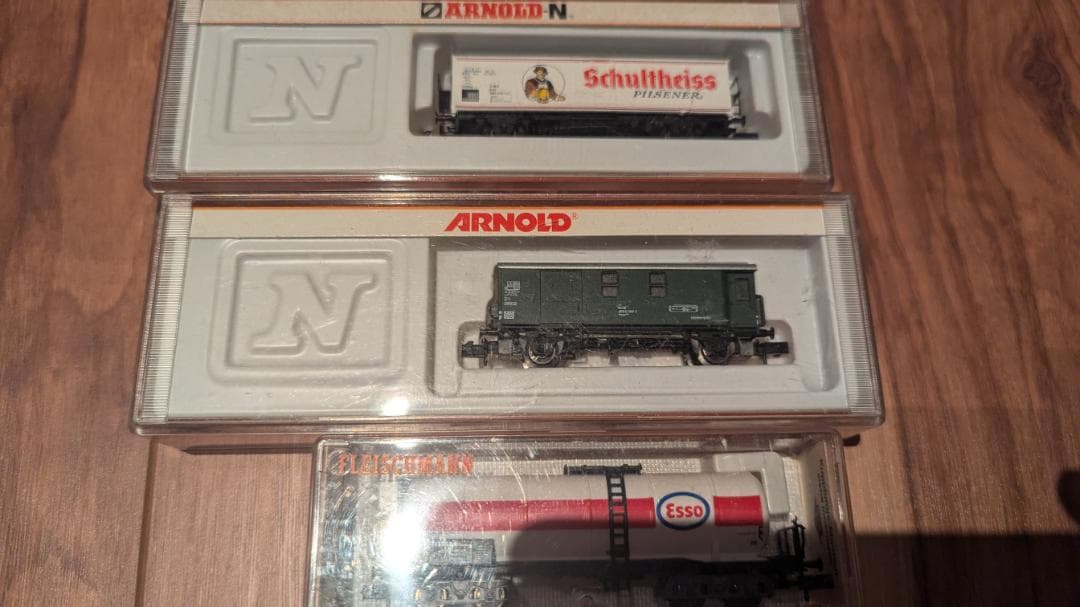 ARNOLD-N
Schultheiss
PILSENER
N
ARNOLD®
N
FLEISCHMANN
Esso